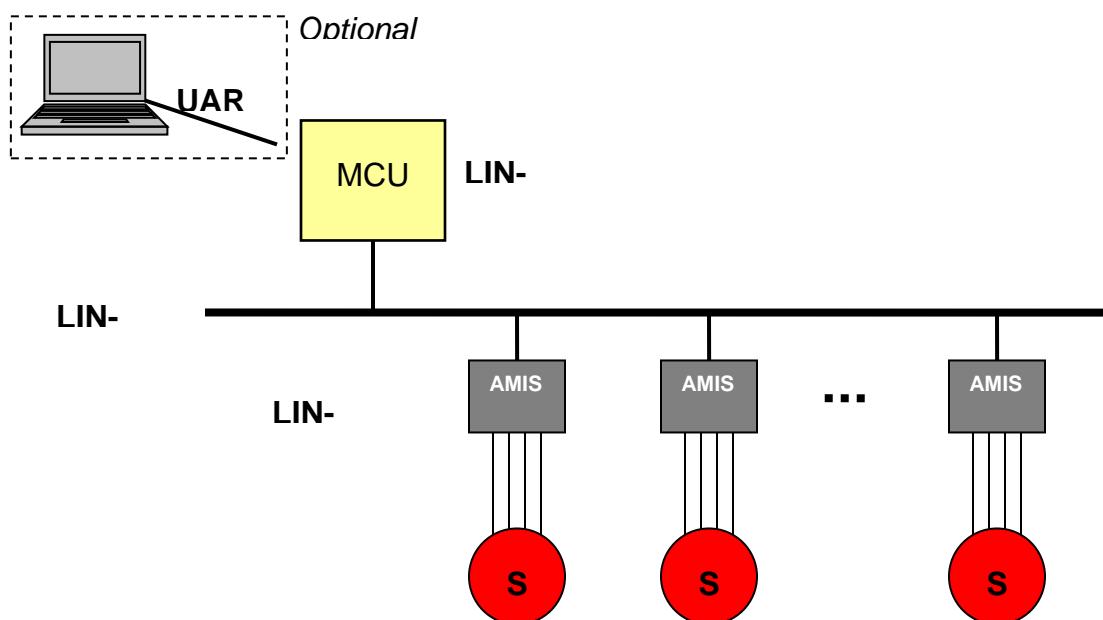 Optional
UAR
MCU
LIN-
LIN-
AMIS AMIS ... AMIS
LIN-
S S S